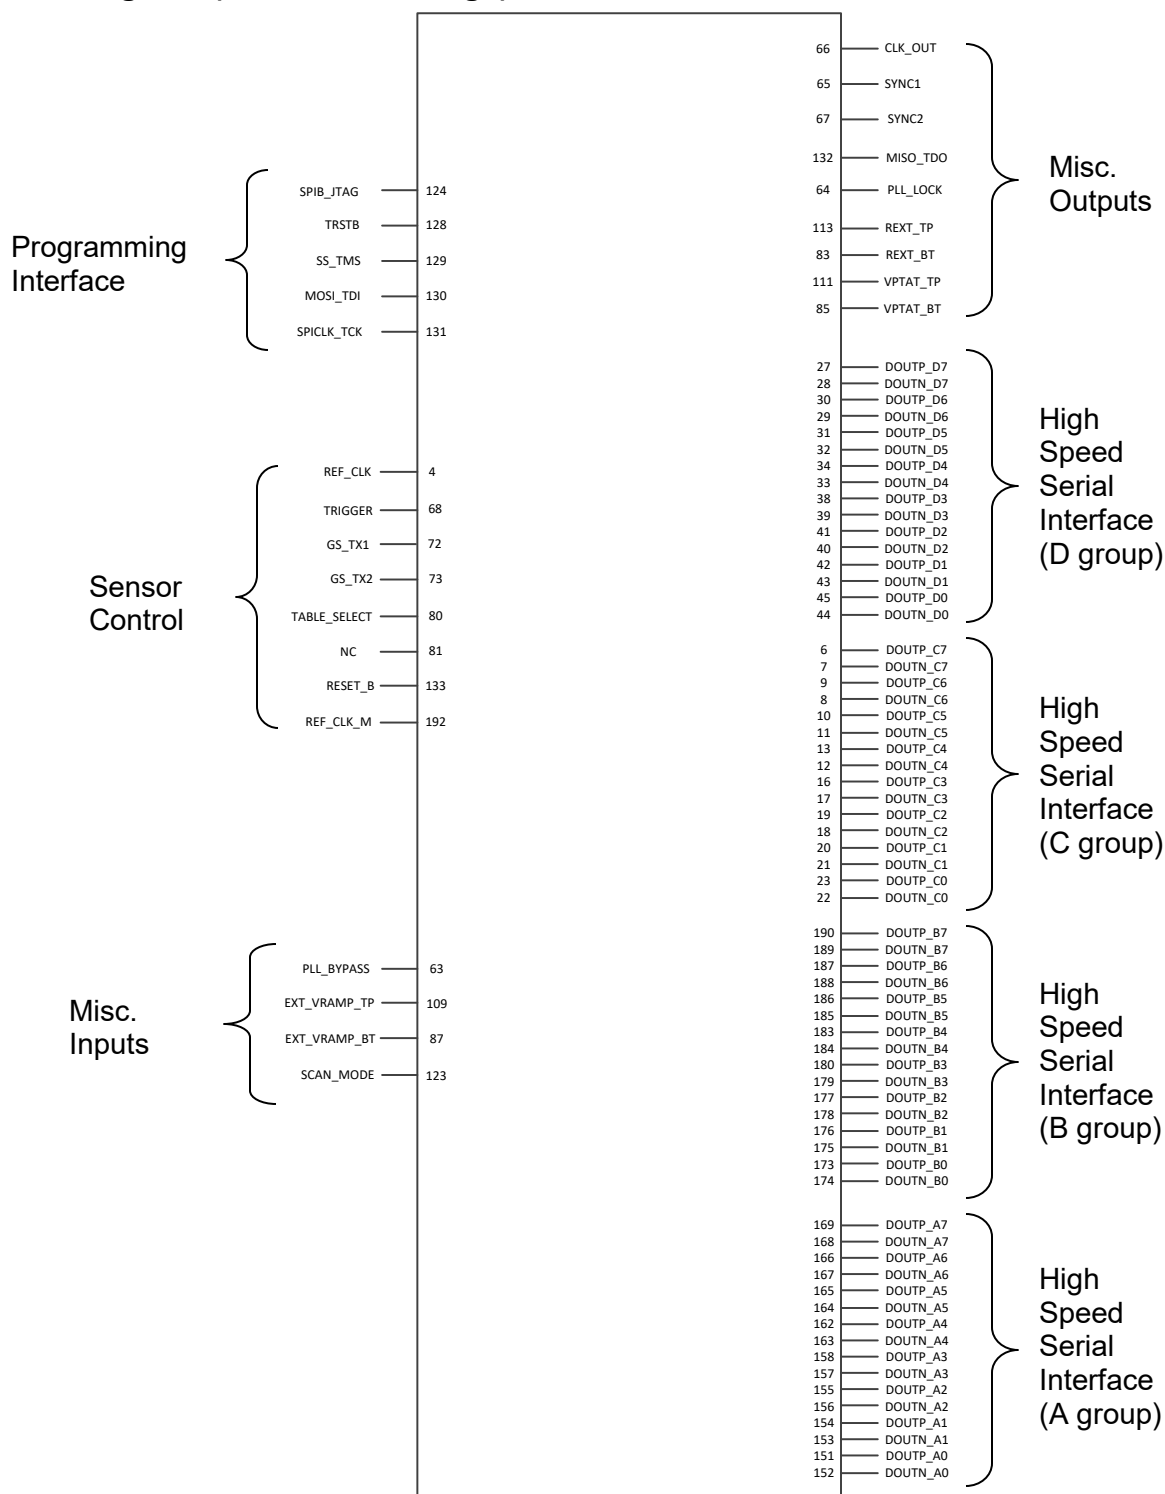 Programming
Interface
SPIB_JTAG 124
TRSTB 128
SS_TMS 129
MOSI_TDI 130
SPICLK_TCK 131
Sensor
Control
REF_CLK 4
TRIGGER 68
GS_TX1 72
GS_TX2 73
TABLE_SELECT 80
NC 81
RESET_B 133
REF_CLK_M 192
Misc.
Inputs
PLL_BYPASS 63
EXT_VRAMP_TP 109
EXT_VRAMP_BT 87
SCAN_MODE 123
66 CLK_OUT
65 SYNC1
67 SYNC2
132 MISO_TDO
64 PLL_LOCK
113 REXT_TP
83 REXT_BT
111 VPTAT_TP
85 VPTAT_BT
Misc.
Outputs
27 DOUTP_D7
28 DOUTN_D7
30 DOUTP_D6
29 DOUTN_D6
31 DOUTP_D5
32 DOUTN_D5
34 DOUTP_D4
33 DOUTN_D4
38 DOUTP_D3
39 DOUTN_D3
41 DOUTP_D2
40 DOUTN_D2
42 DOUTP_D1
43 DOUTN_D1
45 DOUTP_D0
44 DOUTN_D0
High
Speed
Serial
Interface
(D group)
6 DOUTP_C7
7 DOUTN_C7
9 DOUTP_C6
8 DOUTN_C6
10 DOUTP_C5
11 DOUTN_C5
13 DOUTP_C4
12 DOUTN_C4
16 DOUTP_C3
17 DOUTN_C3
19 DOUTP_C2
18 DOUTN_C2
20 DOUTP_C1
21 DOUTN_C1
23 DOUTP_C0
22 DOUTN_C0
High
Speed
Serial
Interface
(C group)
190 DOUTP_B7
189 DOUTN_B7
187 DOUTP_B6
188 DOUTN_B6
186 DOUTP_B5
185 DOUTN_B5
183 DOUTP_B4
184 DOUTN_B4
180 DOUTP_B3
179 DOUTN_B3
177 DOUTP_B2
178 DOUTN_B2
176 DOUTP_B1
175 DOUTN_B1
173 DOUTP_B0
174 DOUTN_B0
High
Speed
Serial
Interface
(B group)
169 DOUTP_A7
168 DOUTN_A7
166 DOUTP_A6
167 DOUTN_A6
165 DOUTP_A5
164 DOUTN_A5
162 DOUTP_A4
163 DOUTN_A4
158 DOUTP_A3
157 DOUTN_A3
155 DOUTP_A2
156 DOUTN_A2
154 DOUTP_A1
153 DOUTN_A1
151 DOUTP_A0
152 DOUTN_A0
High
Speed
Serial
Interface
(A group)